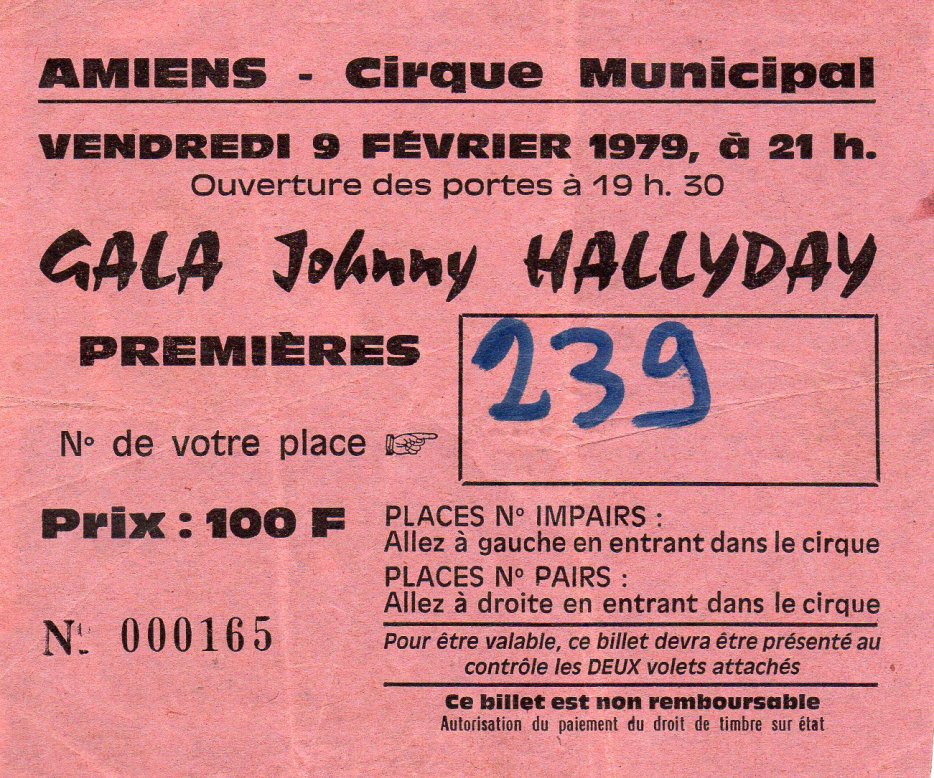 AMIENS - Cirque Municipal
VENDREDI 9 FÉVRIER 1979, à 21 h.
Ouverture des portes à 19 h. 30
GALA Johnny HALLYDAY
PREMIÈRES
239
Nº de votre place
Prix : 100 F
PLACES Nº IMPAIRS :
Allez à gauche en entrant dans le cirque
PLACES Nº PAIRS :
Allez à droite en entrant dans le cirque
Nº 000165
Pour être valable, ce billet devra être présenté au
contrôle les DEUX volets attachés
Ce billet est non remboursable
Autorisation du paiement du droit de timbre sur état